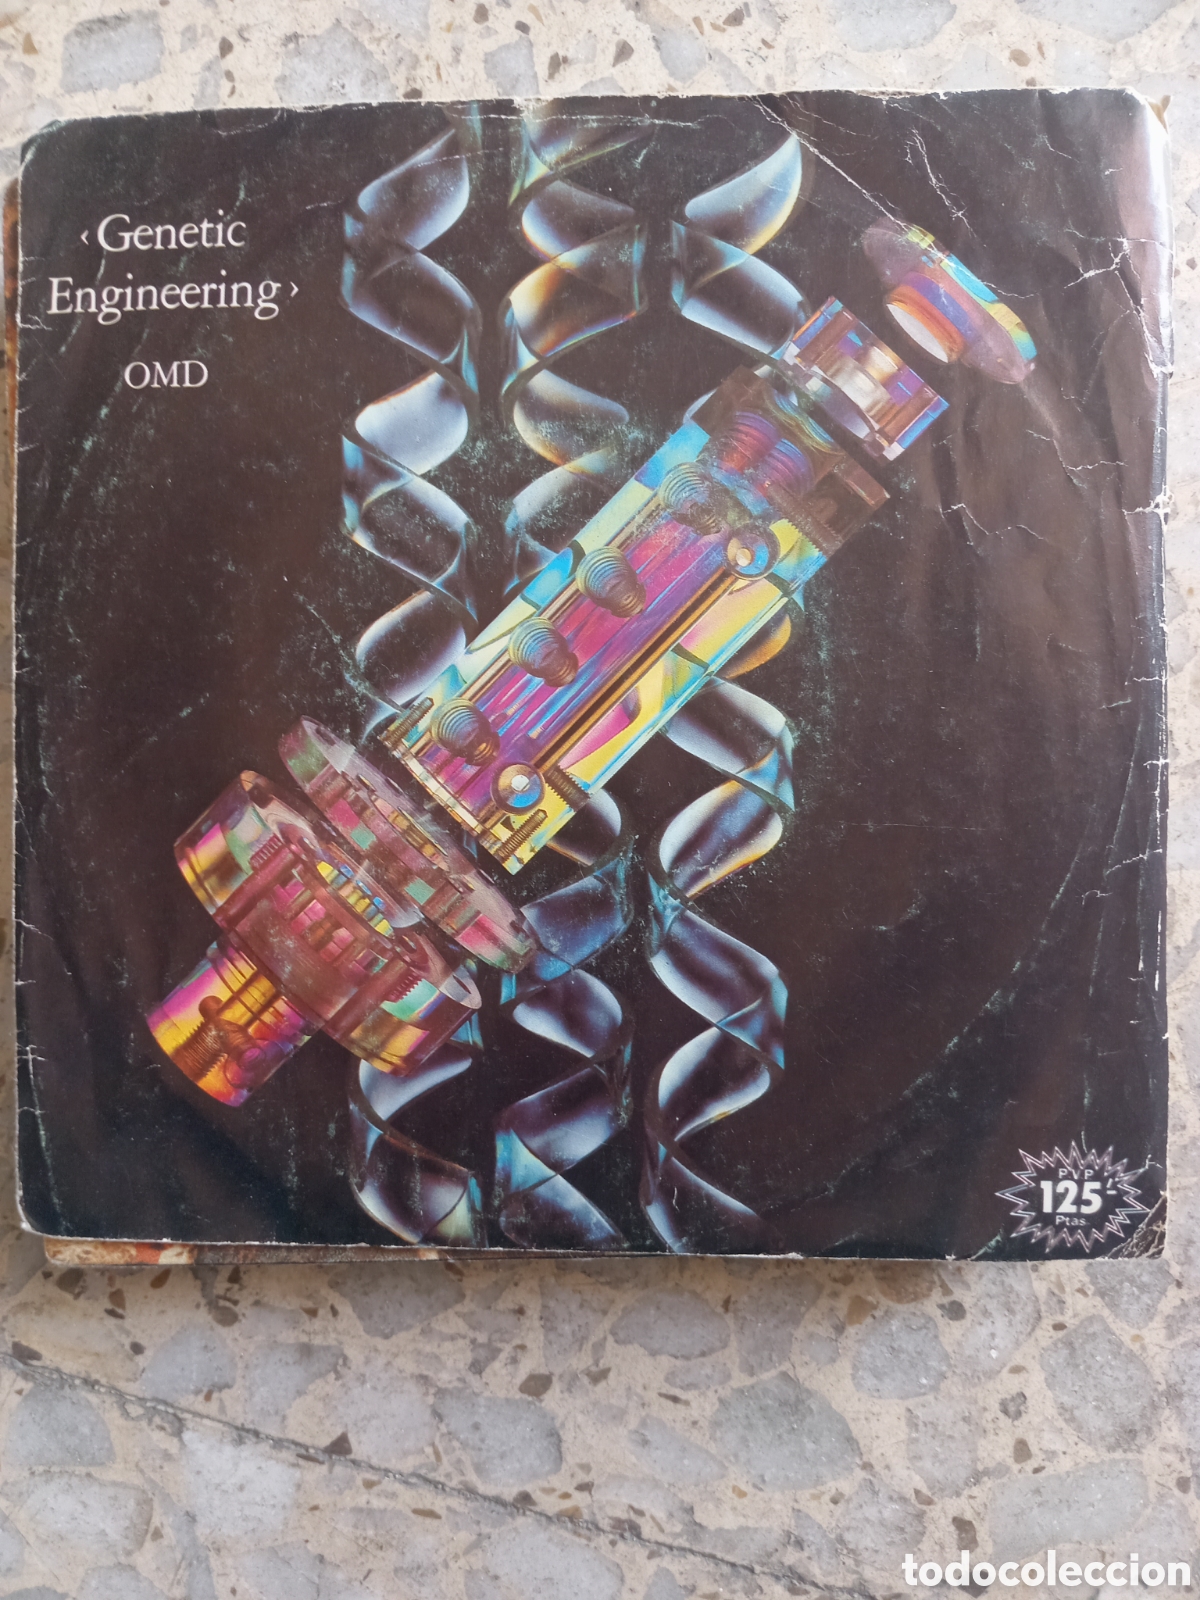 ‹ Genetic
Engineering ›
OMD
P V P
125'-
Ptas.
todocoleccion